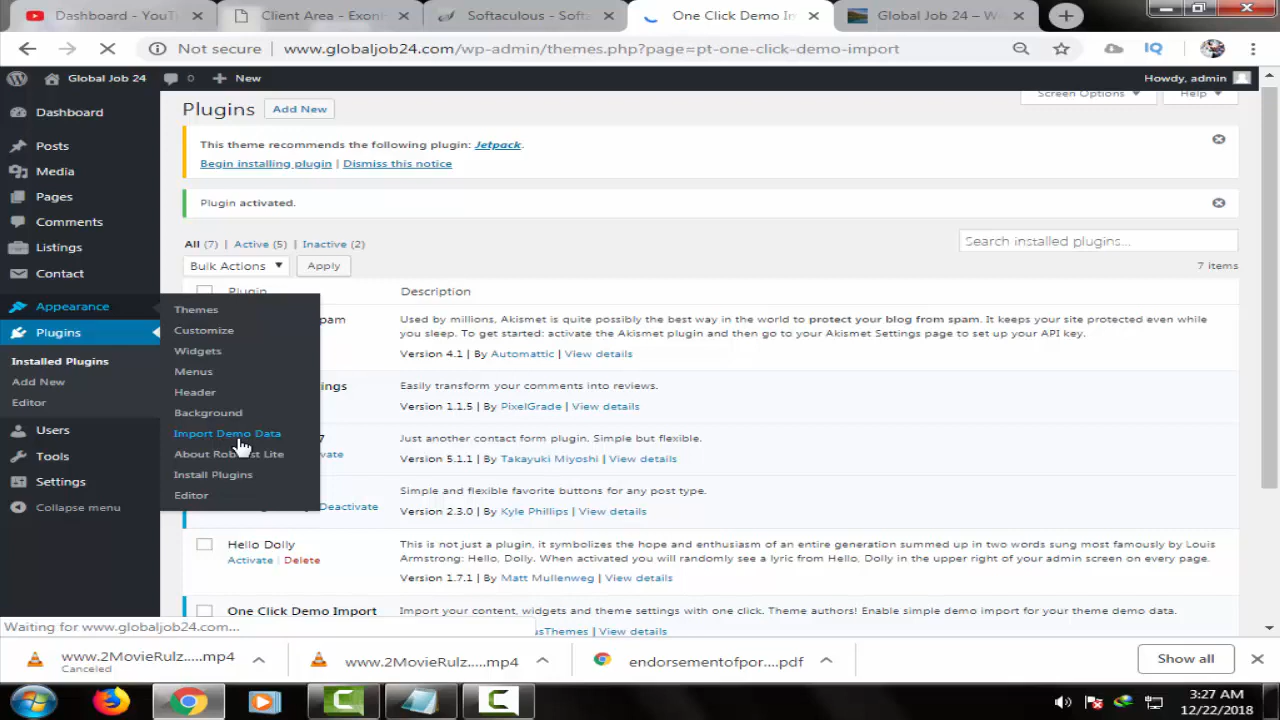 Dashboard - YouTu
Client Area - Exonh
Softaculous - Softa
One Click Demo Im
Global Job 24 – We
Not secure
www.globaljob24.com/wp-admin/themes.php?page=pt-one-click-demo-import
Global Job 24
0
New
Howdy, admin
Dashboard
Posts
Media
Pages
Comments
Listings
Contact
Appearance
Plugins
Installed Plugins
Add New
Editor
Users
Tools
Settings
Collapse menu
Themes
Customize
Widgets
Menus
Header
Background
Import Demo Data
Install Plugins
Editor
Plugins
Add New
Screen Options
Help
This theme recommends the following plugin: Jetpack.
Begin installing plugin | Dismiss this notice
Plugin activated.
All (7) | Active (5) | Inactive (2)
Search installed plugins...
Bulk Actions
Apply
7 items
Plugin
Description
pam
Used by millions, Akismet is quite possibly the best way in the world to protect your blog from spam. It keeps your site protected even while
you sleep. To get started: activate the Akismet plugin and then go to your Akismet Settings page to set up your API key.
Version 4.1 | By Automattic | View details
ings
Easily transform your comments into reviews.
Version 1.1.5 | By PixelGrade | View details
7
Just another contact form plugin. Simple but flexible.
vate
Version 5.1.1 | By Takayuki Miyoshi | View details
Simple and flexible favorite buttons for any post type.
Deactivate
Version 2.3.0 | By Kyle Phillips | View details
Hello Dolly
Activate | Delete
This is not just a plugin, it symbolizes the hope and enthusiasm of an entire generation summed up in two words sung most famously by Louis
Armstrong: Hello, Dolly. When activated you will randomly see a lyric from Hello, Dolly in the upper right of your admin screen on every page.
Version 1.7.1 | By Matt Mullenweg | View details
One Click Demo Import
Import your content, widgets and theme settings with one click. Theme authors! Enable simple demo import for your theme demo data.
usThemes | View details
Waiting for www.globaljob24.com...
www.2MovieRulz.....mp4
Canceled
www.2MovieRulz.....mp4
endorsementofpor....pdf
Show all
3:27 AM
12/22/2018